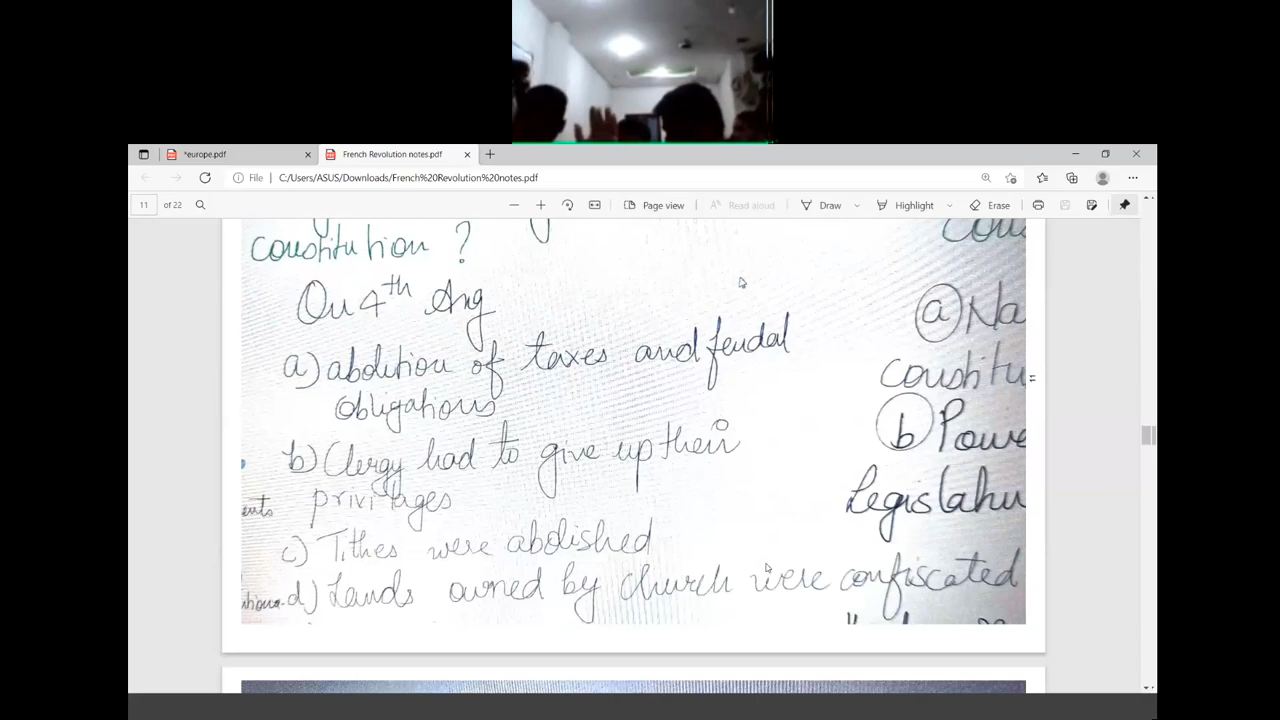 *europe.pdf
French Revolution notes.pdf
File
C:/Users/ASUS/Downloads/French%20Revolution%20notes.pdf
11 of 22
Page view
Read aloud
Draw
Highlight
Erase
constitution ?
On 4th Aug
a) abolition of taxes and feudal
obligations
b) Clergy had to give up their
privilages
c) Tithes were abolished
d) Lands owned by church were confiscated
Cons
a Na
constitu
b Powe
legislatu